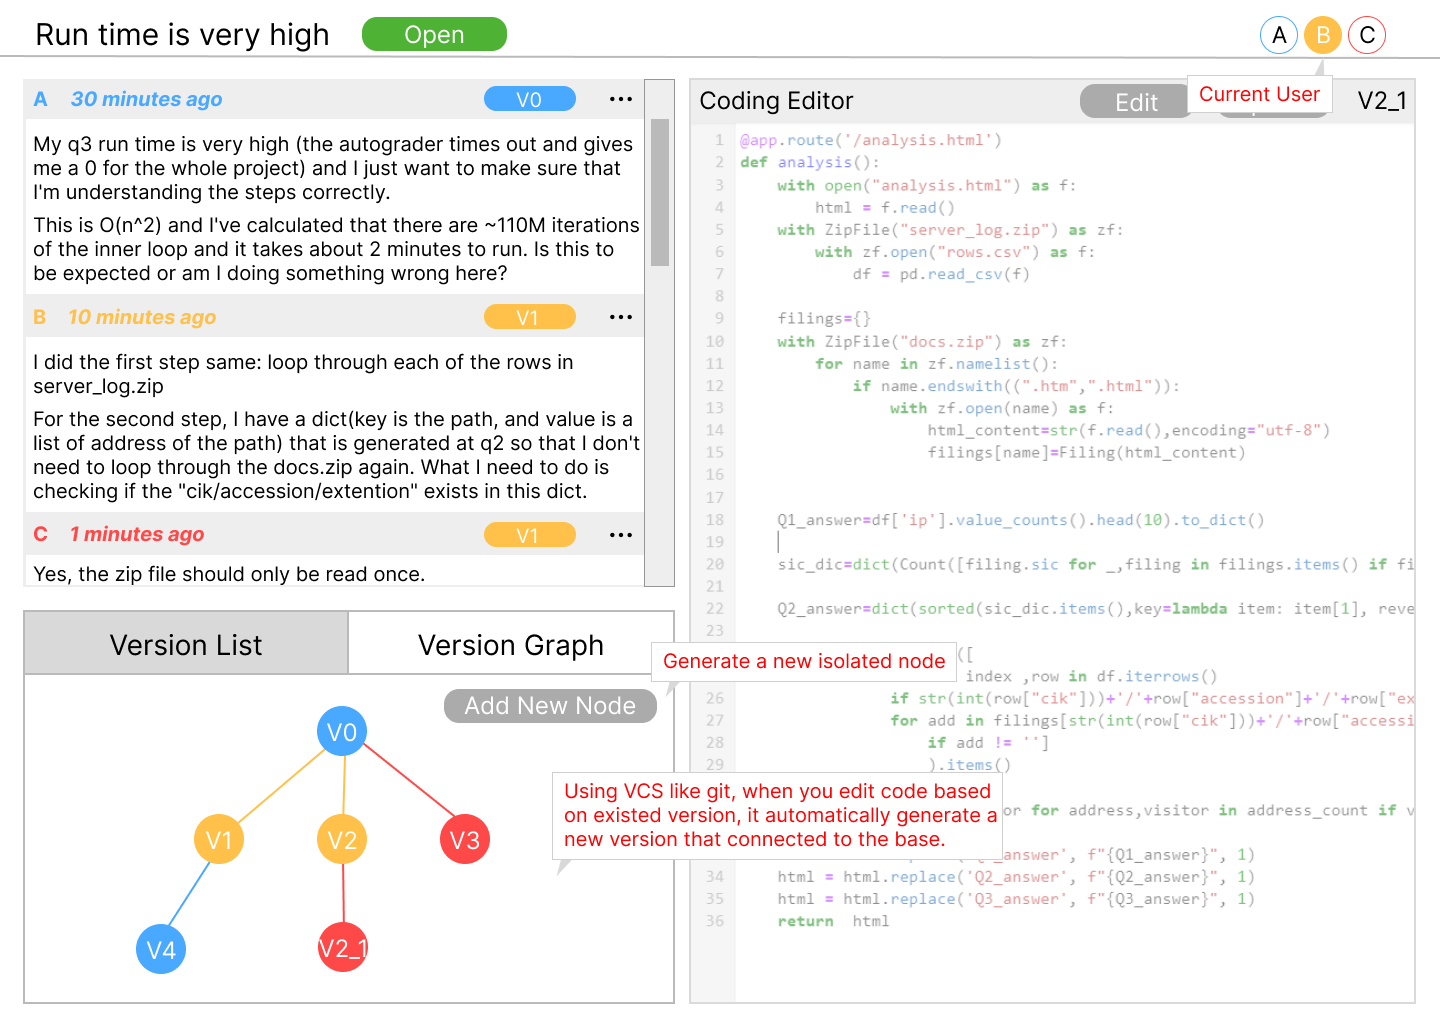 Run time is very high
Open
A B C
Current User
A 30 minutes ago V0 •••
My q3 run time is very high (the autograder times out and gives
me a 0 for the whole project) and I just want to make sure that
I'm understanding the steps correctly.
This is O(n^2) and I've calculated that there are ~110M iterations
of the inner loop and it takes about 2 minutes to run. Is this to
be expected or am I doing something wrong here?
B 10 minutes ago V1 •••
I did the first step same: loop through each of the rows in
server_log.zip
For the second step, I have a dict(key is the path, and value is a
list of address of the path) that is generated at q2 so that I don't
need to loop through the docs.zip again. What I need to do is
checking if the "cik/accession/extention" exists in this dict.
C 1 minutes ago V1 •••
Yes, the zip file should only be read once.
Version List
Version Graph
Add New Node
Generate a new isolated node
V0
V1 V2 V3
V4 V2_1
Using VCS like git, when you edit code based
on existed version, it automatically generate a
new version that connected to the base.
Coding Editor
Edit
V2_1
1 @app.route('/analysis.html')
2 def analysis():
3 with open("analysis.html") as f:
4 html = f.read()
5 with ZipFile("server_log.zip") as zf:
6 with zf.open("rows.csv") as f:
7 df = pd.read_csv(f)
8
9 filings={}
10 with ZipFile("docs.zip") as zf:
11 for name in zf.namelist():
12 if name.endswith((".htm",".html")):
13 with zf.open(name) as f:
14 html_content=str(f.read(),encoding="utf-8")
15 filings[name]=Filing(html_content)
16
17
18 Q1_answer=df['ip'].value_counts().head(10).to_dict()
19
20 sic_dic=dict(Count([filing.sic for _,filing in filings.items() if fi
21
22 Q2_answer=dict(sorted(sic_dic.items(),key=lambda item: item[1], reve
23
([
index ,row in df.iterrows()
26 if str(int(row["cik"]))+'/'+row["accession"]+'/'+row["ex
27 for add in filings[str(int(row["cik"]))+'/'+row["accessi
28 if add != '']
29 ).items()
or for address,visitor in address_count if v
_answer', f"{Q1_answer}", 1)
34 html = html.replace('Q2_answer', f"{Q2_answer}", 1)
35 html = html.replace('Q3_answer', f"{Q3_answer}", 1)
36 return html